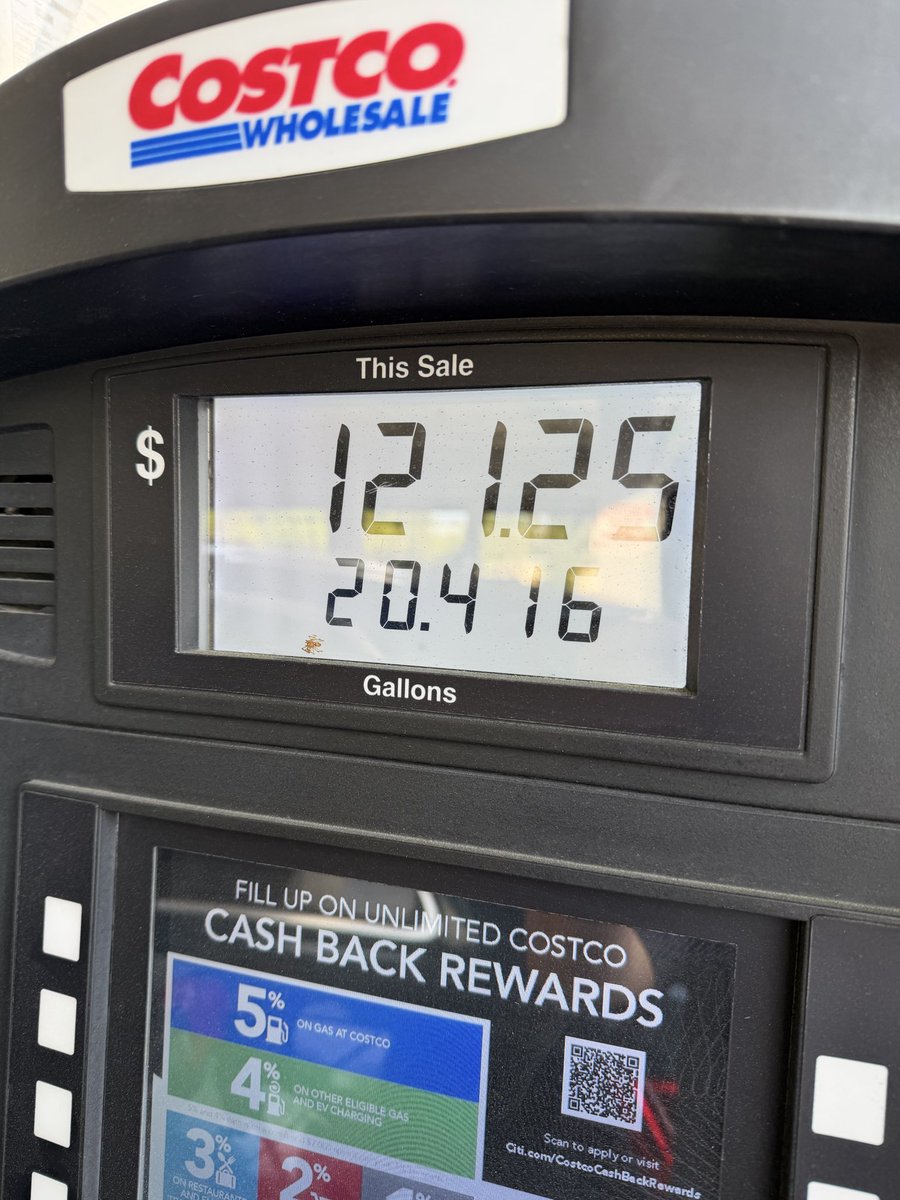 COSTCO
WHOLESALE
This Sale
$
121.25
20.416
Gallons
FILL UP ON UNLIMITED COSTCO
CASH BACK REWARDS
5%
ON GAS AT COSTCO
4%
ON OTHER ELIGIBLE GAS
AND EV CHARGING
3%
ON RESTAURANTS
2%
Scan to apply or visit
Citi.com/CostcoCashBackRewards